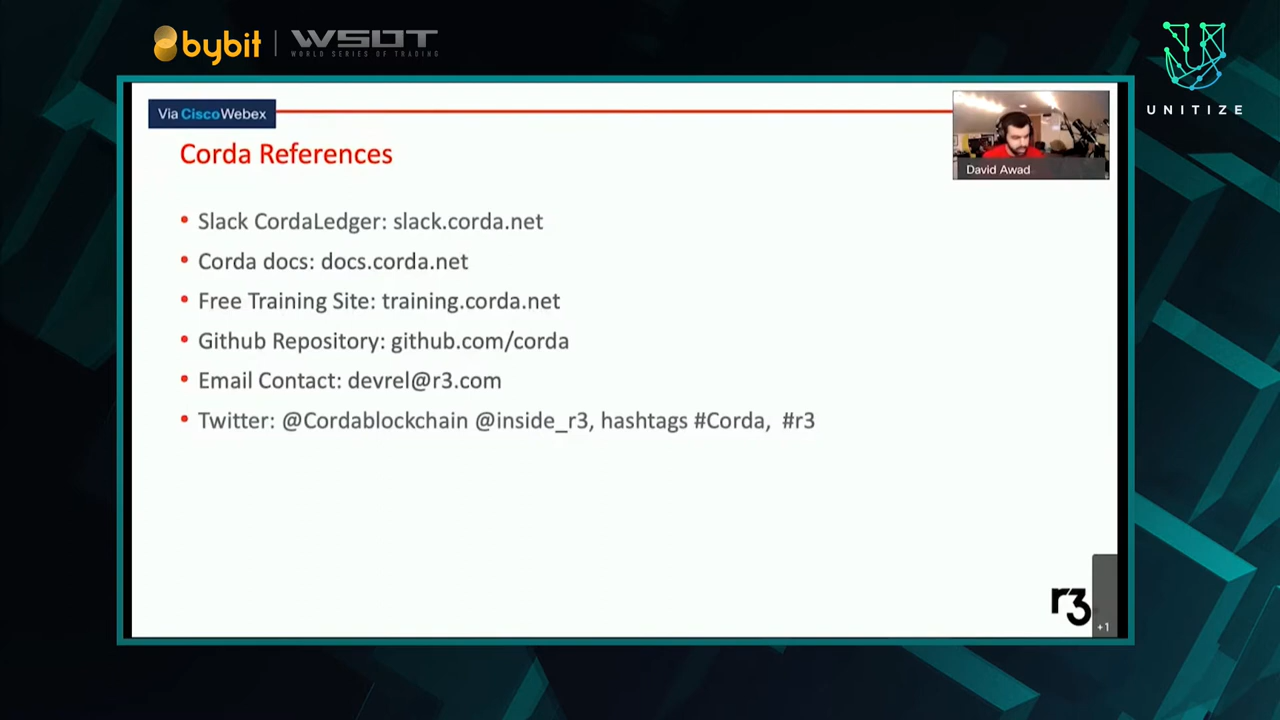 bybit
WSOT
WORLD SERIES OF TRADING
UNITIZE
Via CiscoWebex
David Awad
Corda References
• Slack CordaLedger: slack.corda.net
• Corda docs: docs.corda.net
• Free Training Site: training.corda.net
• Github Repository: github.com/corda
• Email Contact: devrel@r3.com
• Twitter: @Cordablockchain @inside_r3, hashtags #Corda, #r3
r3
+1